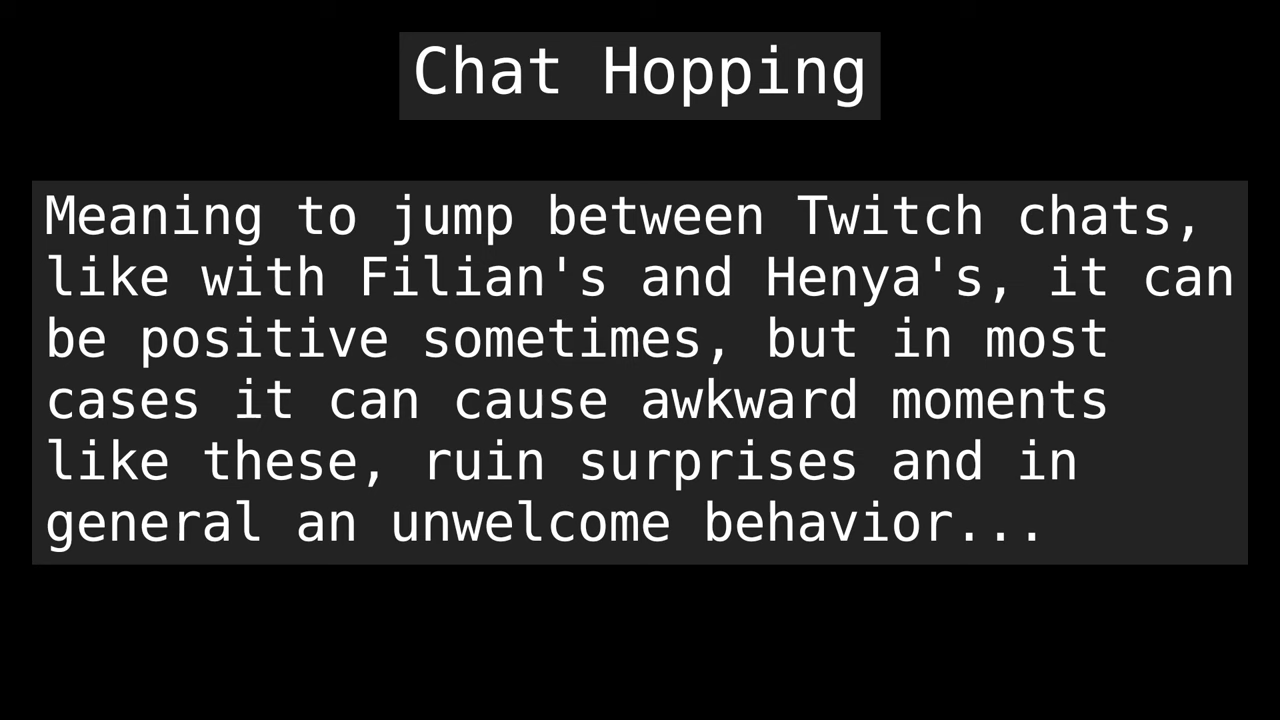 Chat Hopping
Meaning to jump between Twitch chats,
like with Filian's and Henya's, it can
be positive sometimes, but in most
cases it can cause awkward moments
like these, ruin surprises and in
general an unwelcome behavior...